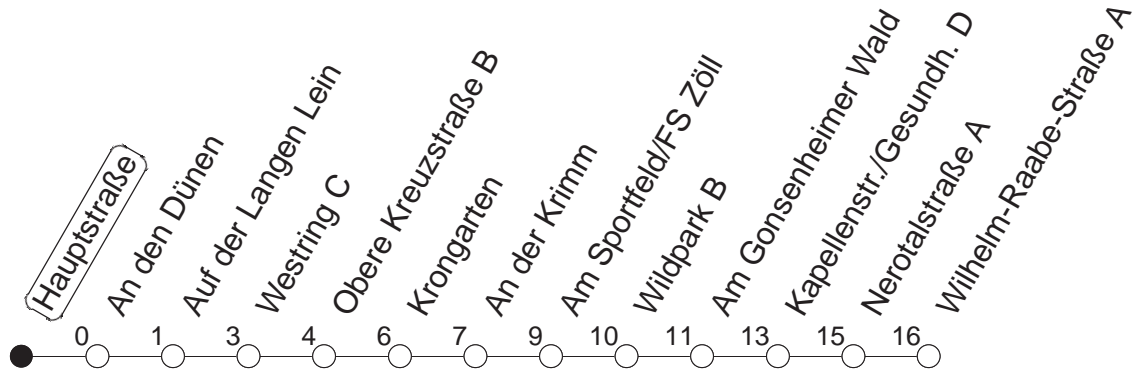 Hauptstraße
An den Dünen
Auf der Langen Lein
Westring C
Obere Kreuzstraße B
Krongarten
An der Krimm
Am Sportfeld/FS Zöll
Wildpark B
Am Gonsenheimer Wald
Kapellenstr./Gesundh. D
Nerotalstraße A
Wilhelm-Raabe-Straße A
0 1 3 4 6 7 9 10 11 13 15 16